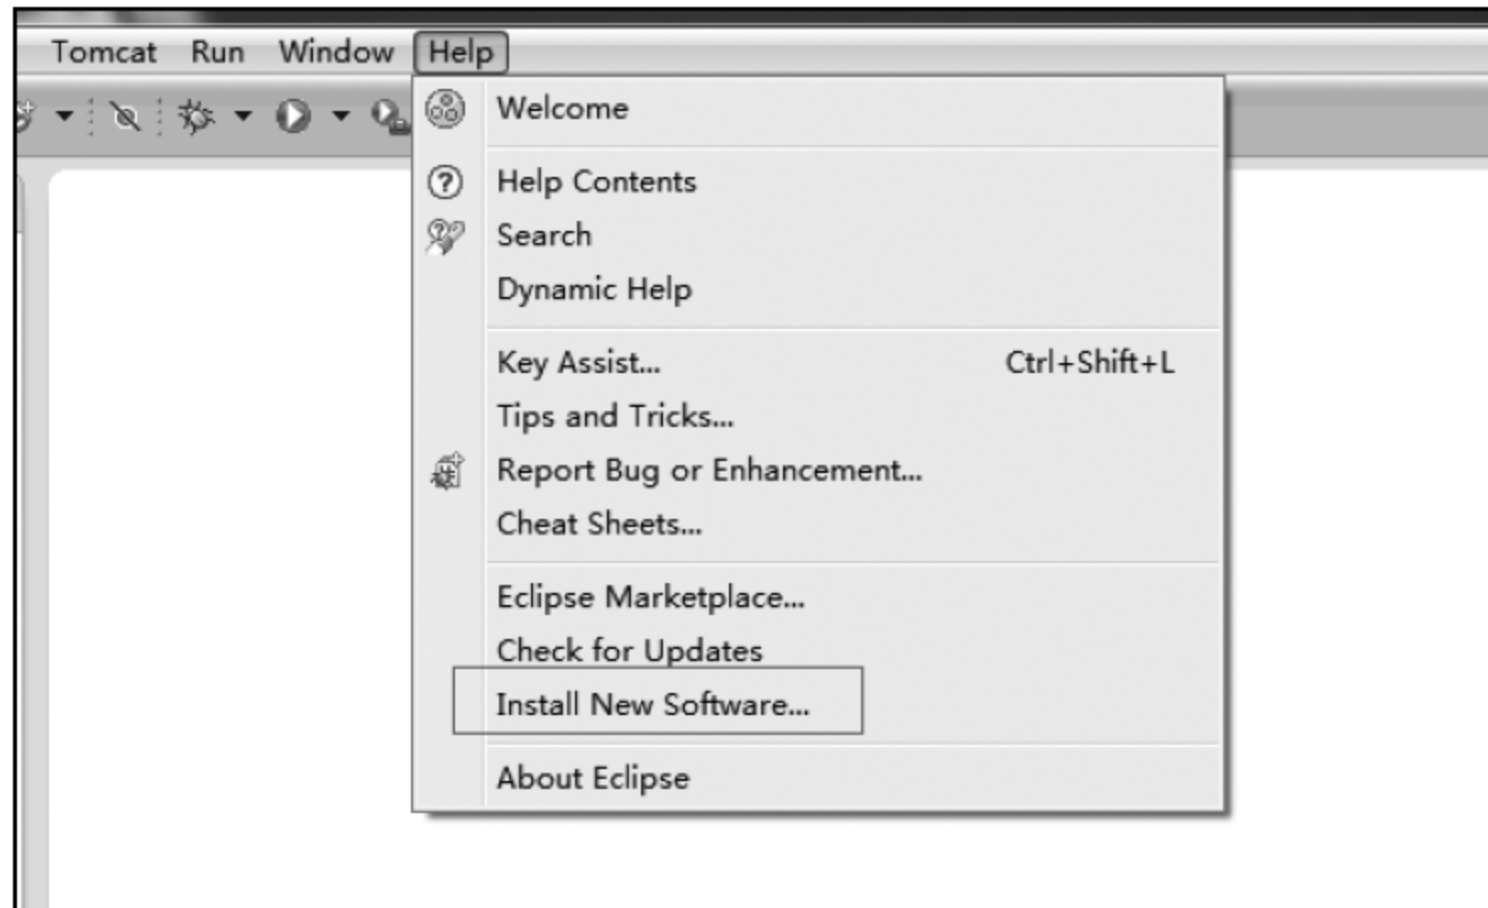 Tomcat Run Window Help
Welcome
Help Contents
Search
Dynamic Help
Key Assist... Ctrl+Shift+L
Tips and Tricks...
Report Bug or Enhancement...
Cheat Sheets...
Eclipse Marketplace...
Check for Updates
Install New Software...
About Eclipse